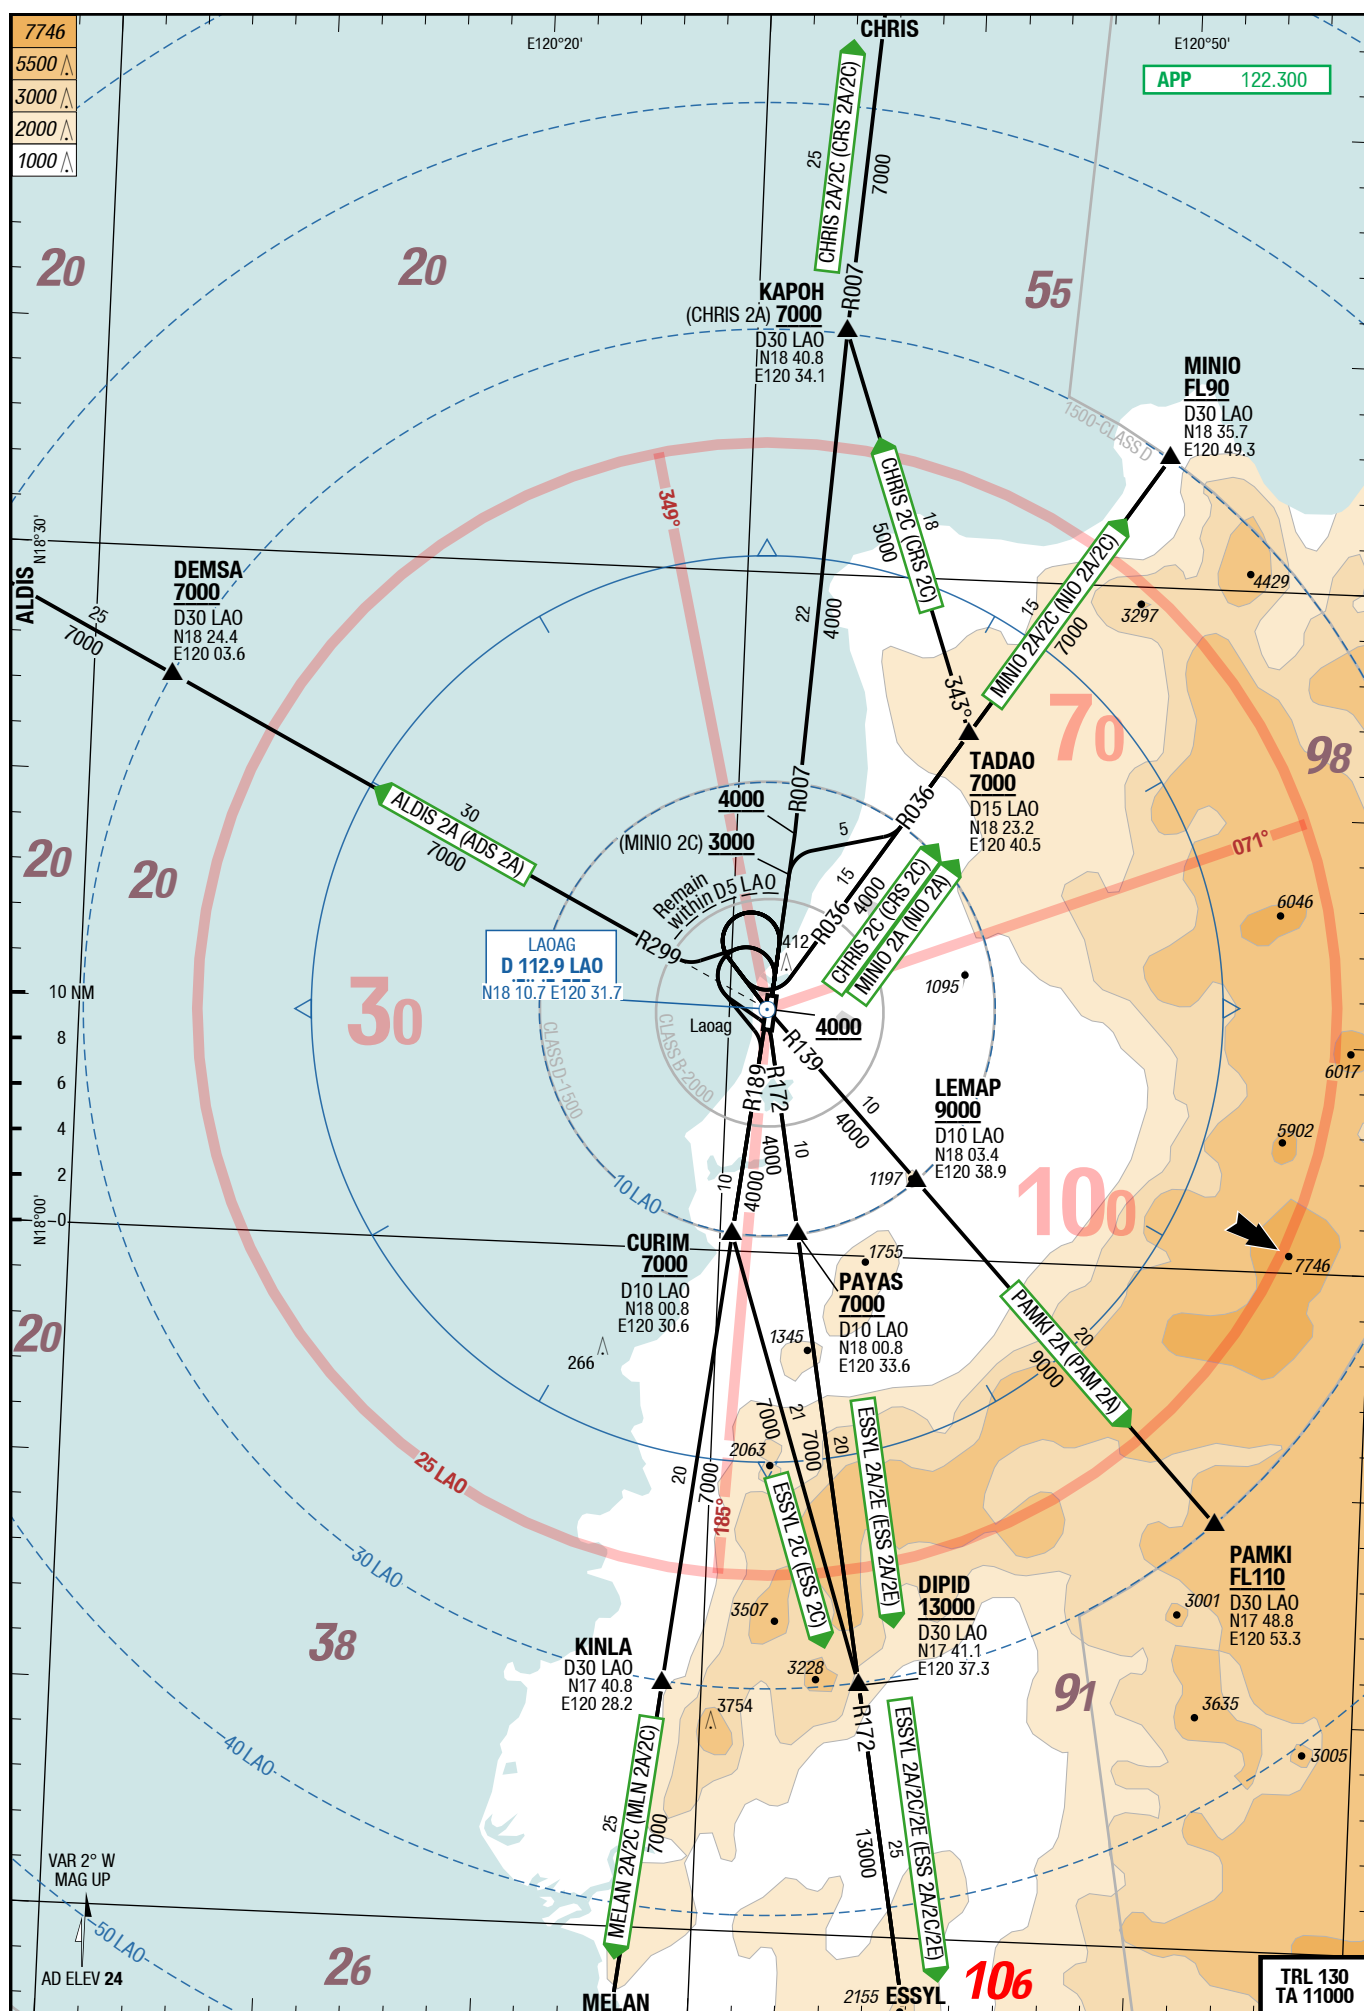 7746
5500
3000
2000
1000
E120°20'
CHRIS
E120°50'
APP 122.300
25
CHRIS 2A/2C (CRS 2A/2C)
7000
R007
20
20
55
KAPOH
(CHRIS 2A) 7000
D30 LAO
N18 40.8
E120 34.1
MINIO
FL90
D30 LAO
N18 35.7
E120 49.3
1500-CLASS D
349°
CHRIS 2C (CRS 2C)
18
5000
N18°30'
ALDIS
25
7000
DEMSA
7000
D30 LAO
N18 24.4
E120 03.6
22
4000
15
MINIO 2A/2C (NIO 2A/2C)
7000
4429
3297
343°
70
98
TADAO
7000
D15 LAO
N18 23.2
E120 40.5
ALDIS 2A (ADS 2A)
30
7000
R007
4000
(MINIO 2C) 3000
5
R036
071°
20
20
Remain
within D5 LAO
15
R036
4000
CHRIS 2C (CRS 2C)
MINIO 2A (NIO 2A)
6046
R299
412
LAOAG
D 112.9 LAO
N18 10.7 E120 31.7
1095
10 NM
8
6
4
2
0
30
CLASS D-1500
CLASS B-2000
Laoag
4000
R139
6017
R189
R172
10
4000
LEMAP
9000
D10 LAO
N18 03.4
E120 38.9
5902
1197
100
10
4000
4000
10
10 LAO
N18°00'
CURIM
7000
D10 LAO
N18 00.8
E120 30.6
1755
PAYAS
7000
D10 LAO
N18 00.8
E120 33.6
7746
20
PAMKI 2A (PAM 2A)
20
9000
266
1345
7000
21
7000
20
2063
20
7000
25 LAO
185°
ESSYL 2C (ESS 2C)
ESSYL 2A/2E (ESS 2A/2E)
30 LAO
PAMKI
FL110
D30 LAO
N17 48.8
E120 53.3
3507
DIPID
13000
D30 LAO
N17 41.1
E120 37.3
3001
38
KINLA
D30 LAO
N17 40.8
E120 28.2
3228
91
3754
3635
3005
40 LAO
R172
25
MELAN 2A/2C (MLN 2A/2C)
7000
13000
25
ESSYL 2A/2C/2E (ESS 2A/2C/2E)
VAR 2° W
MAG UP
50 LAO
AD ELEV 24
26
106
TRL 130
TA 11000
MELAN
2155
ESSYL